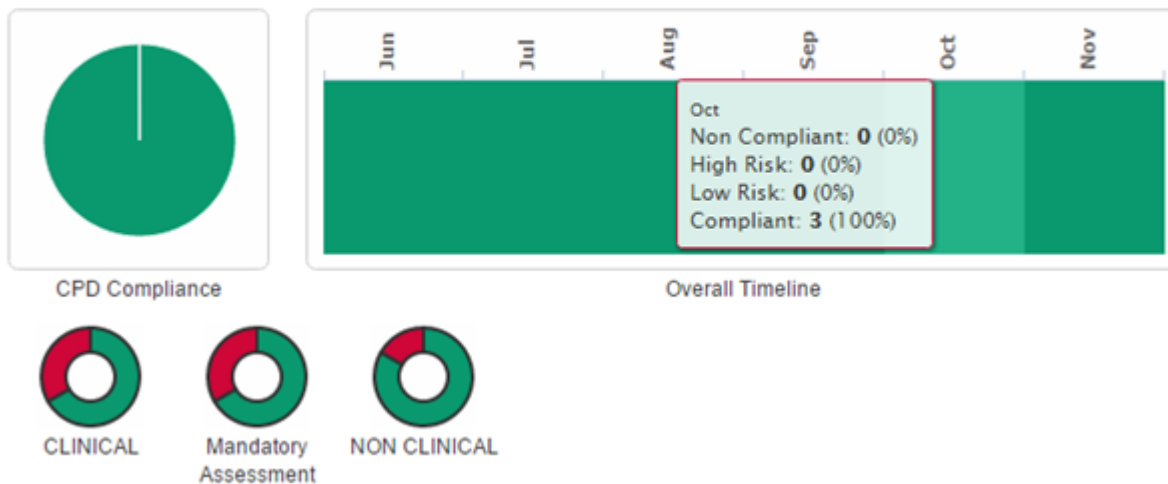 Jun
Jul
Aug
Sep
Oct
Nov
Oct
Non Compliant: 0 (0%)
High Risk: 0 (0%)
Low Risk: 0 (0%)
Compliant: 3 (100%)
CPD Compliance
Overall Timeline
CLINICAL
Mandatory
Assessment
NON CLINICAL